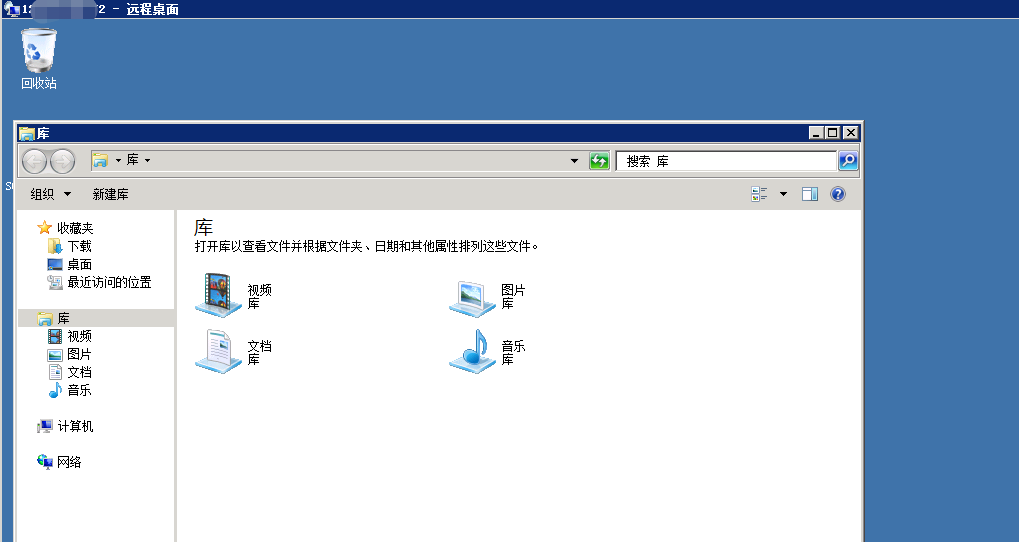 2 - 远程桌面
回收站
库
库
搜索 库
组织
新建库
收藏夹
下载
桌面
最近访问的位置
库
视频
图片
文档
音乐
计算机
网络
库
打开库以查看文件并根据文件夹、日期和其他属性排列这些文件。
视频
库
图片
库
文档
库
音乐
库